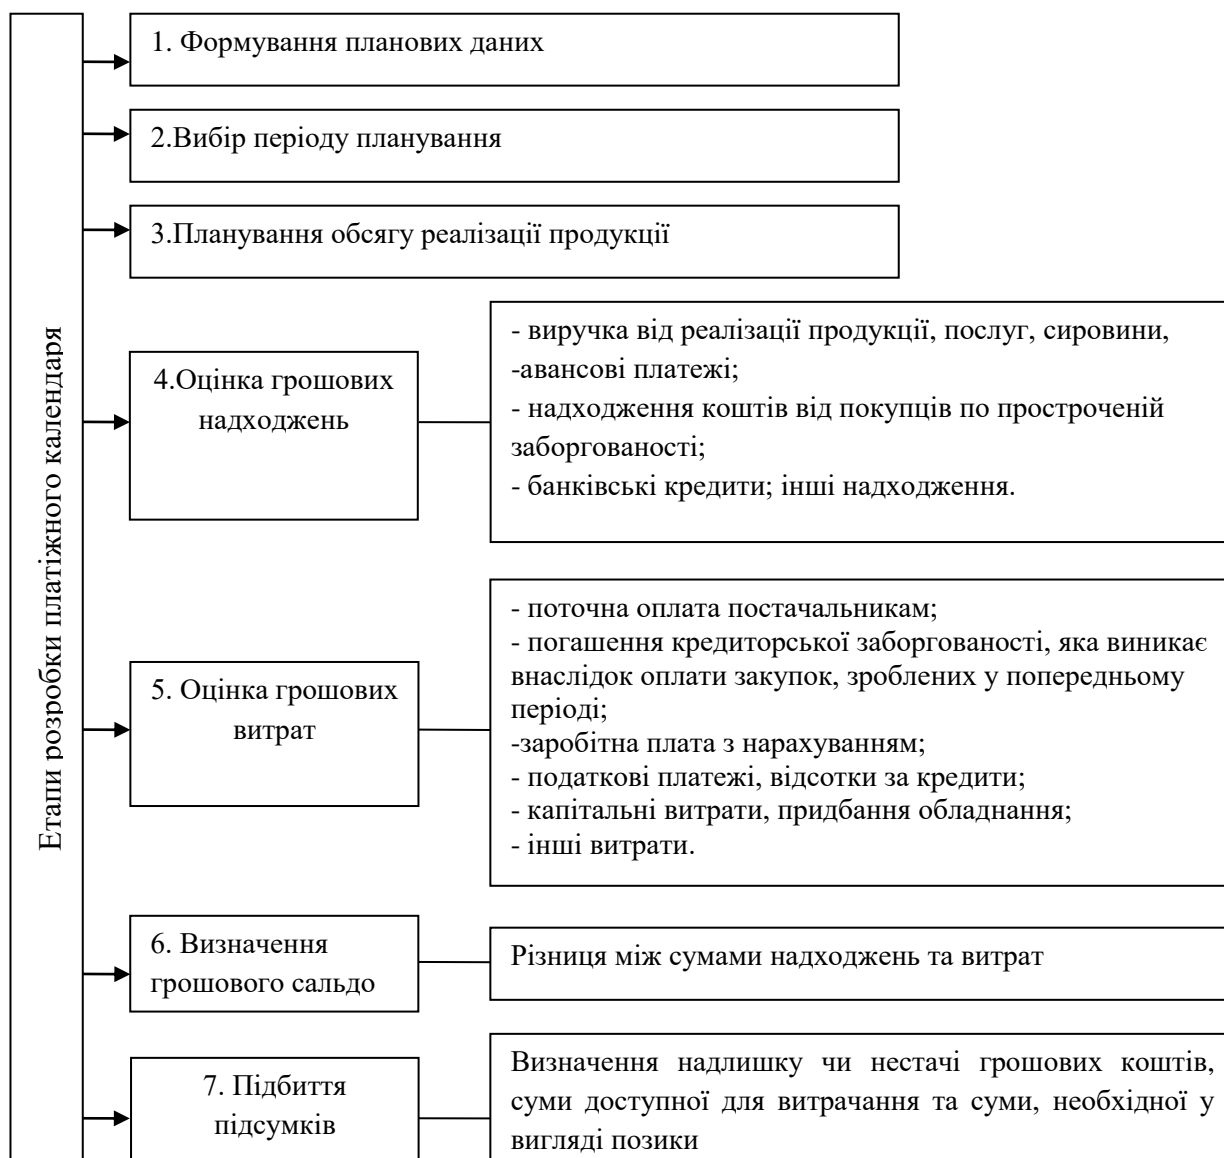 Етапи розробки платіжного календаря
1. Формування планових даних
2.Вибір періоду планування
3.Планування обсягу реалізації продукції
4.Оцінка грошових
надходжень
- виручка від реалізації продукції, послуг, сировини,
-авансові платежі;
- надходження коштів від покупців по простроченій
заборгованості;
- банківські кредити; інші надходження.
5. Оцінка грошових
витрат
- поточна оплата постачальникам;
- погашення кредиторської заборгованості, яка виникає
внаслідок оплати закупок, зроблених у попередньому
періоді;
-заробітна плата з нарахуванням;
- податкові платежі, відсотки за кредити;
- капітальні витрати, придбання обладнання;
- інші витрати.
6. Визначення
грошового сальдо
Різниця між сумами надходжень та витрат
7. Підбиття
підсумків
Визначення надлишку чи нестачі грошових коштів,
суми доступної для витрачання та суми, необхідної у
вигляді позики